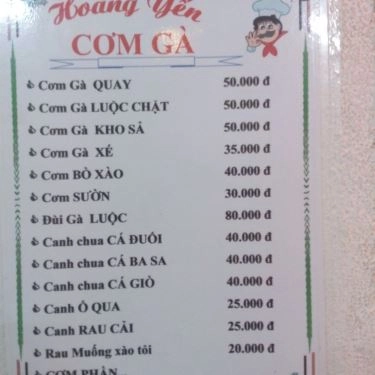 Hoàng Yến
CƠM GÀ
Cơm Gà QUAY 50.000 đ
Cơm Gà LUỘC CHẶT 50.000 đ
Cơm Gà KHO SẢ 50.000 đ
Cơm Gà XÉ 35.000 đ
Cơm BÒ XÀO 40.000 đ
Cơm SƯỜN 30.000 đ
Đùi Gà LUỘC 80.000 đ
Canh chua CÁ ĐUÔI 40.000 đ
Canh chua CÁ BA SA 40.000 đ
Canh chua CÁ GIÒ 40.000 đ
Canh Ô QUA 25.000 đ
Canh RAU CẢI 25.000 đ
Rau Muống xào tỏi 20.000 đ
CƠM PHẦN